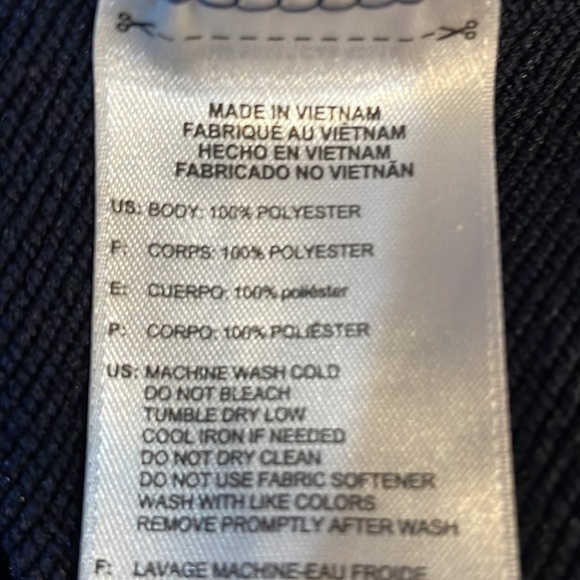 MADE IN VIETNAM
FABRIQUÉ AU VIÊTNAM
HECHO EN VIETNAM
FABRICADO NO VIETNÃN
US: BODY: 100% POLYESTER
F: CORPS: 100% POLYESTER
E: CUERPO: 100% poliéster
P: CORPO: 100% POLIÉSTER
US: MACHINE WASH COLD
DO NOT BLEACH
TUMBLE DRY LOW
COOL IRON IF NEEDED
DO NOT DRY CLEAN
DO NOT USE FABRIC SOFTENER
WASH WITH LIKE COLORS
REMOVE PROMPTLY AFTER WASH
F: LAVAGE MACHINE-EAU FROIDE